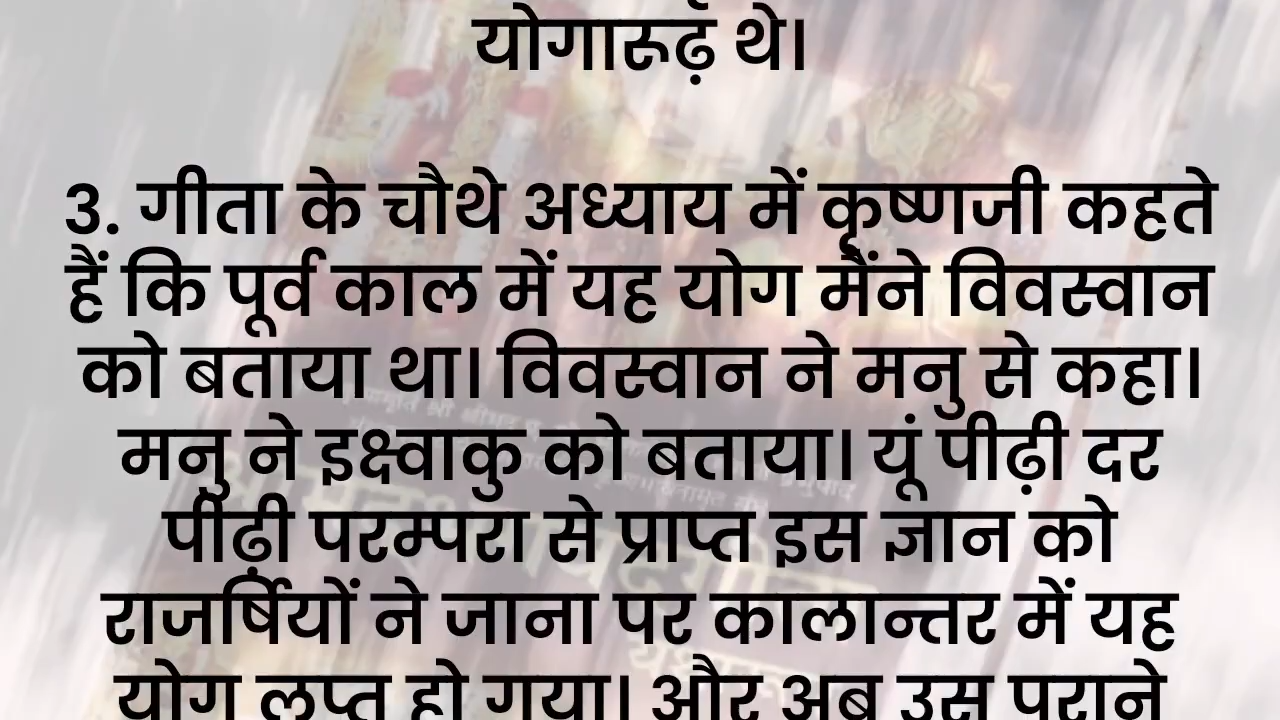 योगारूढ़ थे।
3. गीता के चौथे अध्याय में कृष्णजी कहते
हैं कि पूर्व काल में यह योग मैंने विवस्वान
को बताया था। विवस्वान ने मनु से कहा।
मनु ने इक्ष्वाकु को बताया। यूं पीढ़ी दर
पीढ़ी परम्परा से प्राप्त इस ज्ञान को
राजर्षियों ने जाना पर कालान्तर में यह
योग लुप्त हो गया। और अब उस पुराने